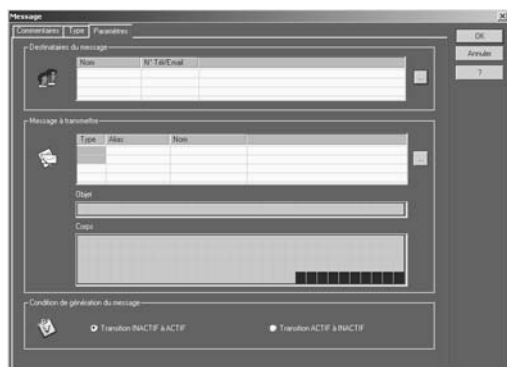 Message
Commentaires Type Paramètres
OK
Annuler
?
Destinataires du message
Nom N° Tél/Email
...
Message à transmettre
Type Alias Nom
...
Objet
Corps
Condition de génération du message
Transition INACTIF à ACTIF Transition ACTIF à INACTIF